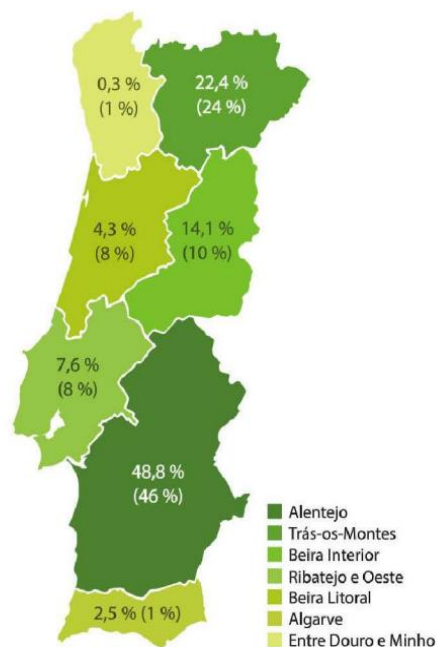 0,3 %
(1 %)
22,4 %
(24 %)
4,3 %
(8 %)
14,1 %
(10 %)
7,6 %
(8 %)
48,8 %
(46 %)
2,5 % (1 %)
Alentejo
Trás-os-Montes
Beira Interior
Ribatejo e Oeste
Beira Litoral
Algarve
Entre Douro e Minho